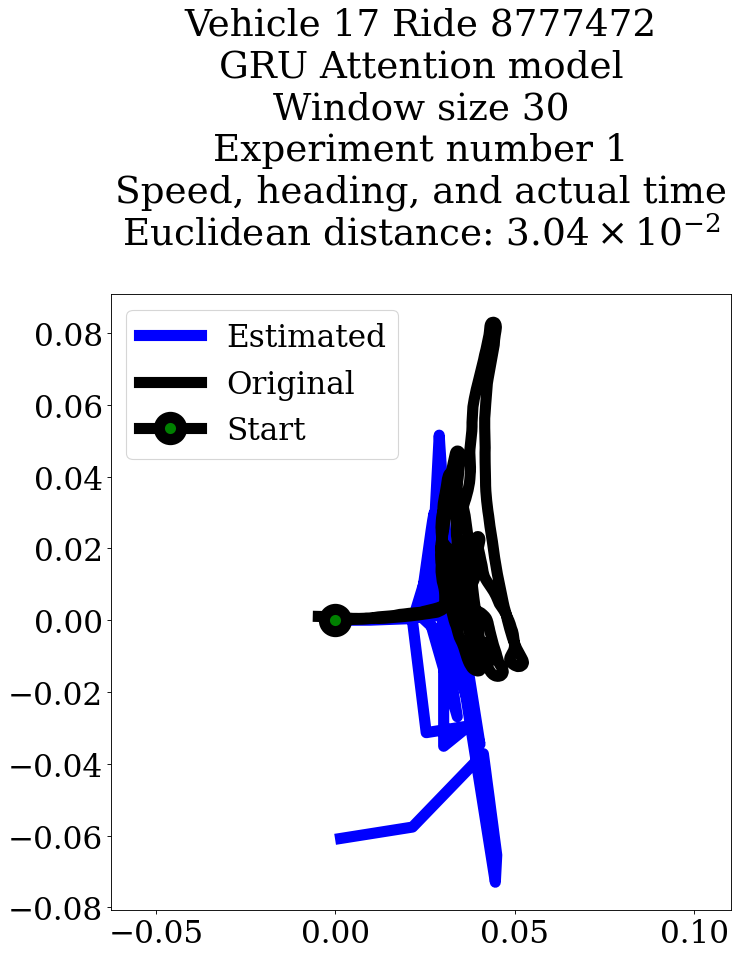 Vehicle 17 Ride 8777472
GRU Attention model
Window size 30
Experiment number 1
Speed, heading, and actual time
Euclidean distance: 3.04 × 10⁻²
Estimated
Original
Start
0.08
0.06
0.04
0.02
0.00
−0.02
−0.04
−0.06
−0.08
−0.05 0.00 0.05 0.10